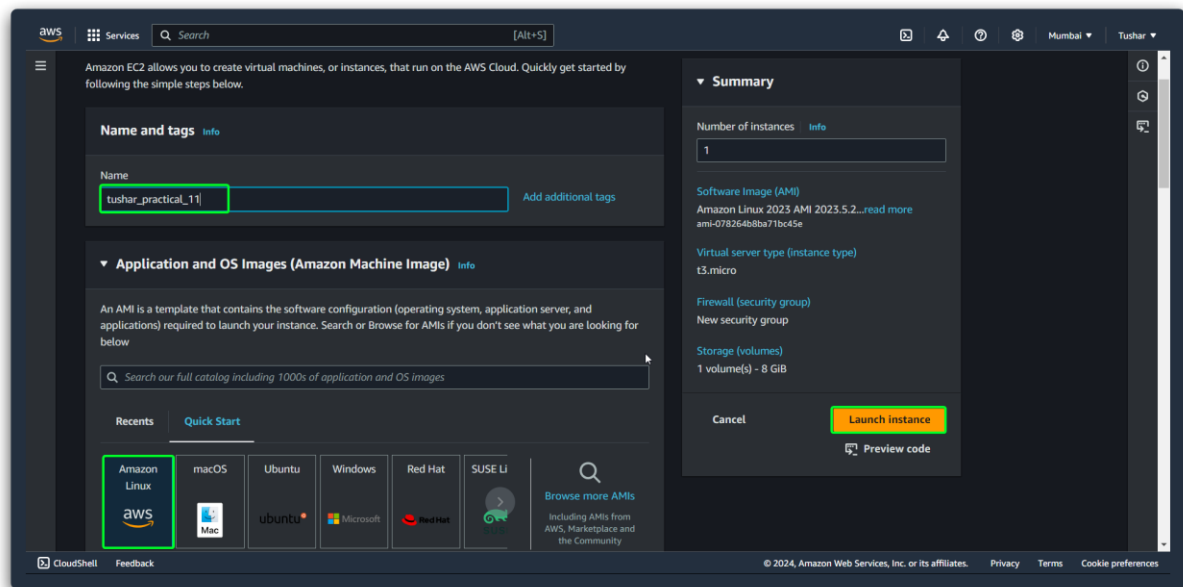 aws
Services
Search
[Alt+S]
Mumbai
Tushar
Amazon EC2 allows you to create virtual machines, or instances, that run on the AWS Cloud. Quickly get started by
following the simple steps below.
Name and tags Info
Name
tushar_practical_11
Add additional tags
Application and OS Images (Amazon Machine Image) Info
An AMI is a template that contains the software configuration (operating system, application server, and
applications) required to launch your instance. Search or Browse for AMIs if you don't see what you are looking for
below
Search our full catalog including 1000s of application and OS images
Recents
Quick Start
Amazon
Linux
aws
macOS
Mac
Ubuntu
ubuntu
Windows
Microsoft
Red Hat
Red Hat
SUSE Li
Browse more AMIs
Including AMIs from
AWS, Marketplace and
the Community
Summary
Number of instances Info
1
Software Image (AMI)
Amazon Linux 2023 AMI 2023.5.2...read more
ami-078264b8ba71bc45e
Virtual server type (instance type)
t3.micro
Firewall (security group)
New security group
Storage (volumes)
1 volume(s) - 8 GiB
Cancel
Launch instance
Preview code
CloudShell
Feedback
© 2024, Amazon Web Services, Inc. or its affiliates.
Privacy
Terms
Cookie preferences